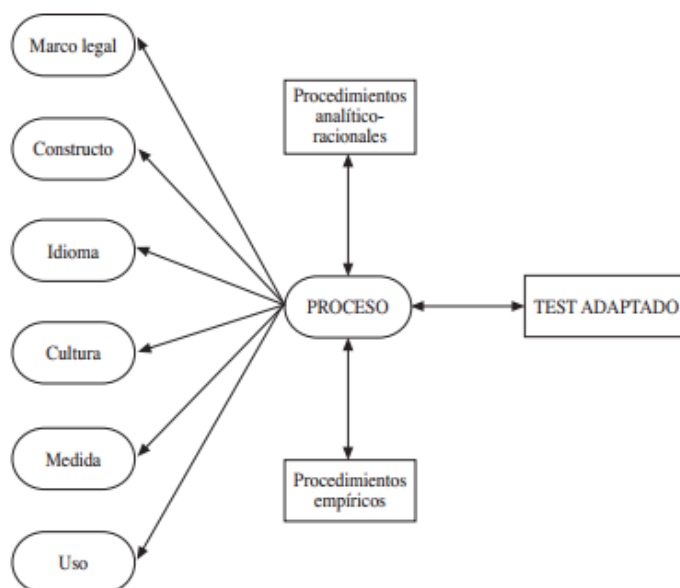 Marco legal
Constructo
Idioma
Cultura
Medida
Uso
Procedimientos
analítico-
racionales
PROCESO
Procedimientos
empíricos
TEST ADAPTADO